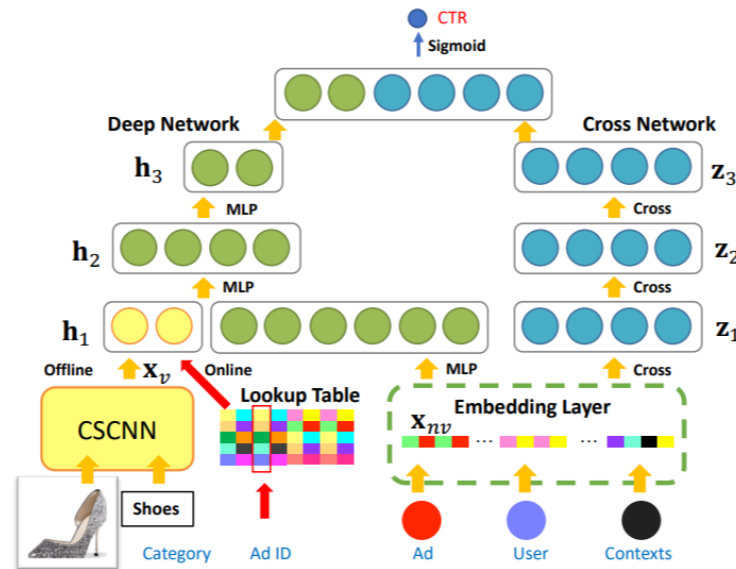 CTR
Sigmoid
Deep Network
Cross Network
h₃
z₃
MLP
Cross
h₂
z₂
MLP
Cross
h₁
z₁
Offline
xᵥ
Online
MLP
Cross
Lookup Table
Embedding Layer
CSCNN
xₙᵥ
... ...
Shoes
Category
Ad ID
Ad
User
Contexts